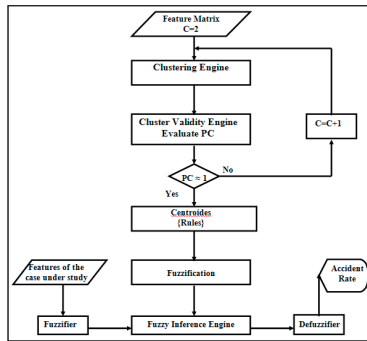 Feature Matrix
C=2
Clustering Engine
Cluster Validity Engine
Evaluate PC
C=C+1
PC ≈ 1
No
Yes
Centroides
{Rules}
Features of the
case under study
Fuzzification
Accident
Rate
Fuzzifier
Fuzzy Inference Engine
Defuzzifier